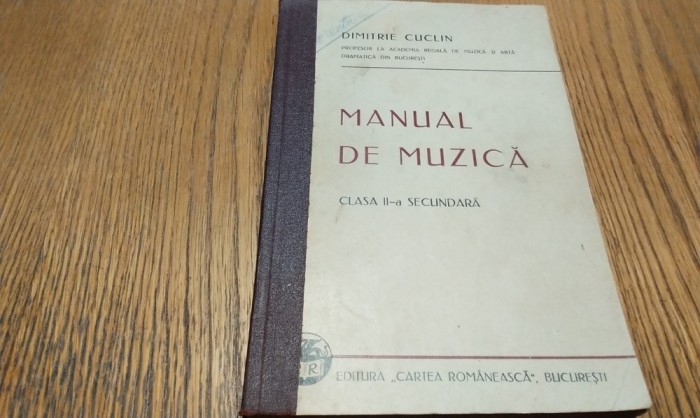 DIMITRIE CUCLIN
PROFESOR LA ACADEMIA REGALĂ DE MUZICĂ ȘI ARTĂ
DRAMATICĂ DIN BUCUREȘTI
MANUAL
DE MUZICĂ
CLASA II-a SECUNDARĂ
EDITURA „CARTEA ROMÂNEASCĂ“, BUCUREȘTI